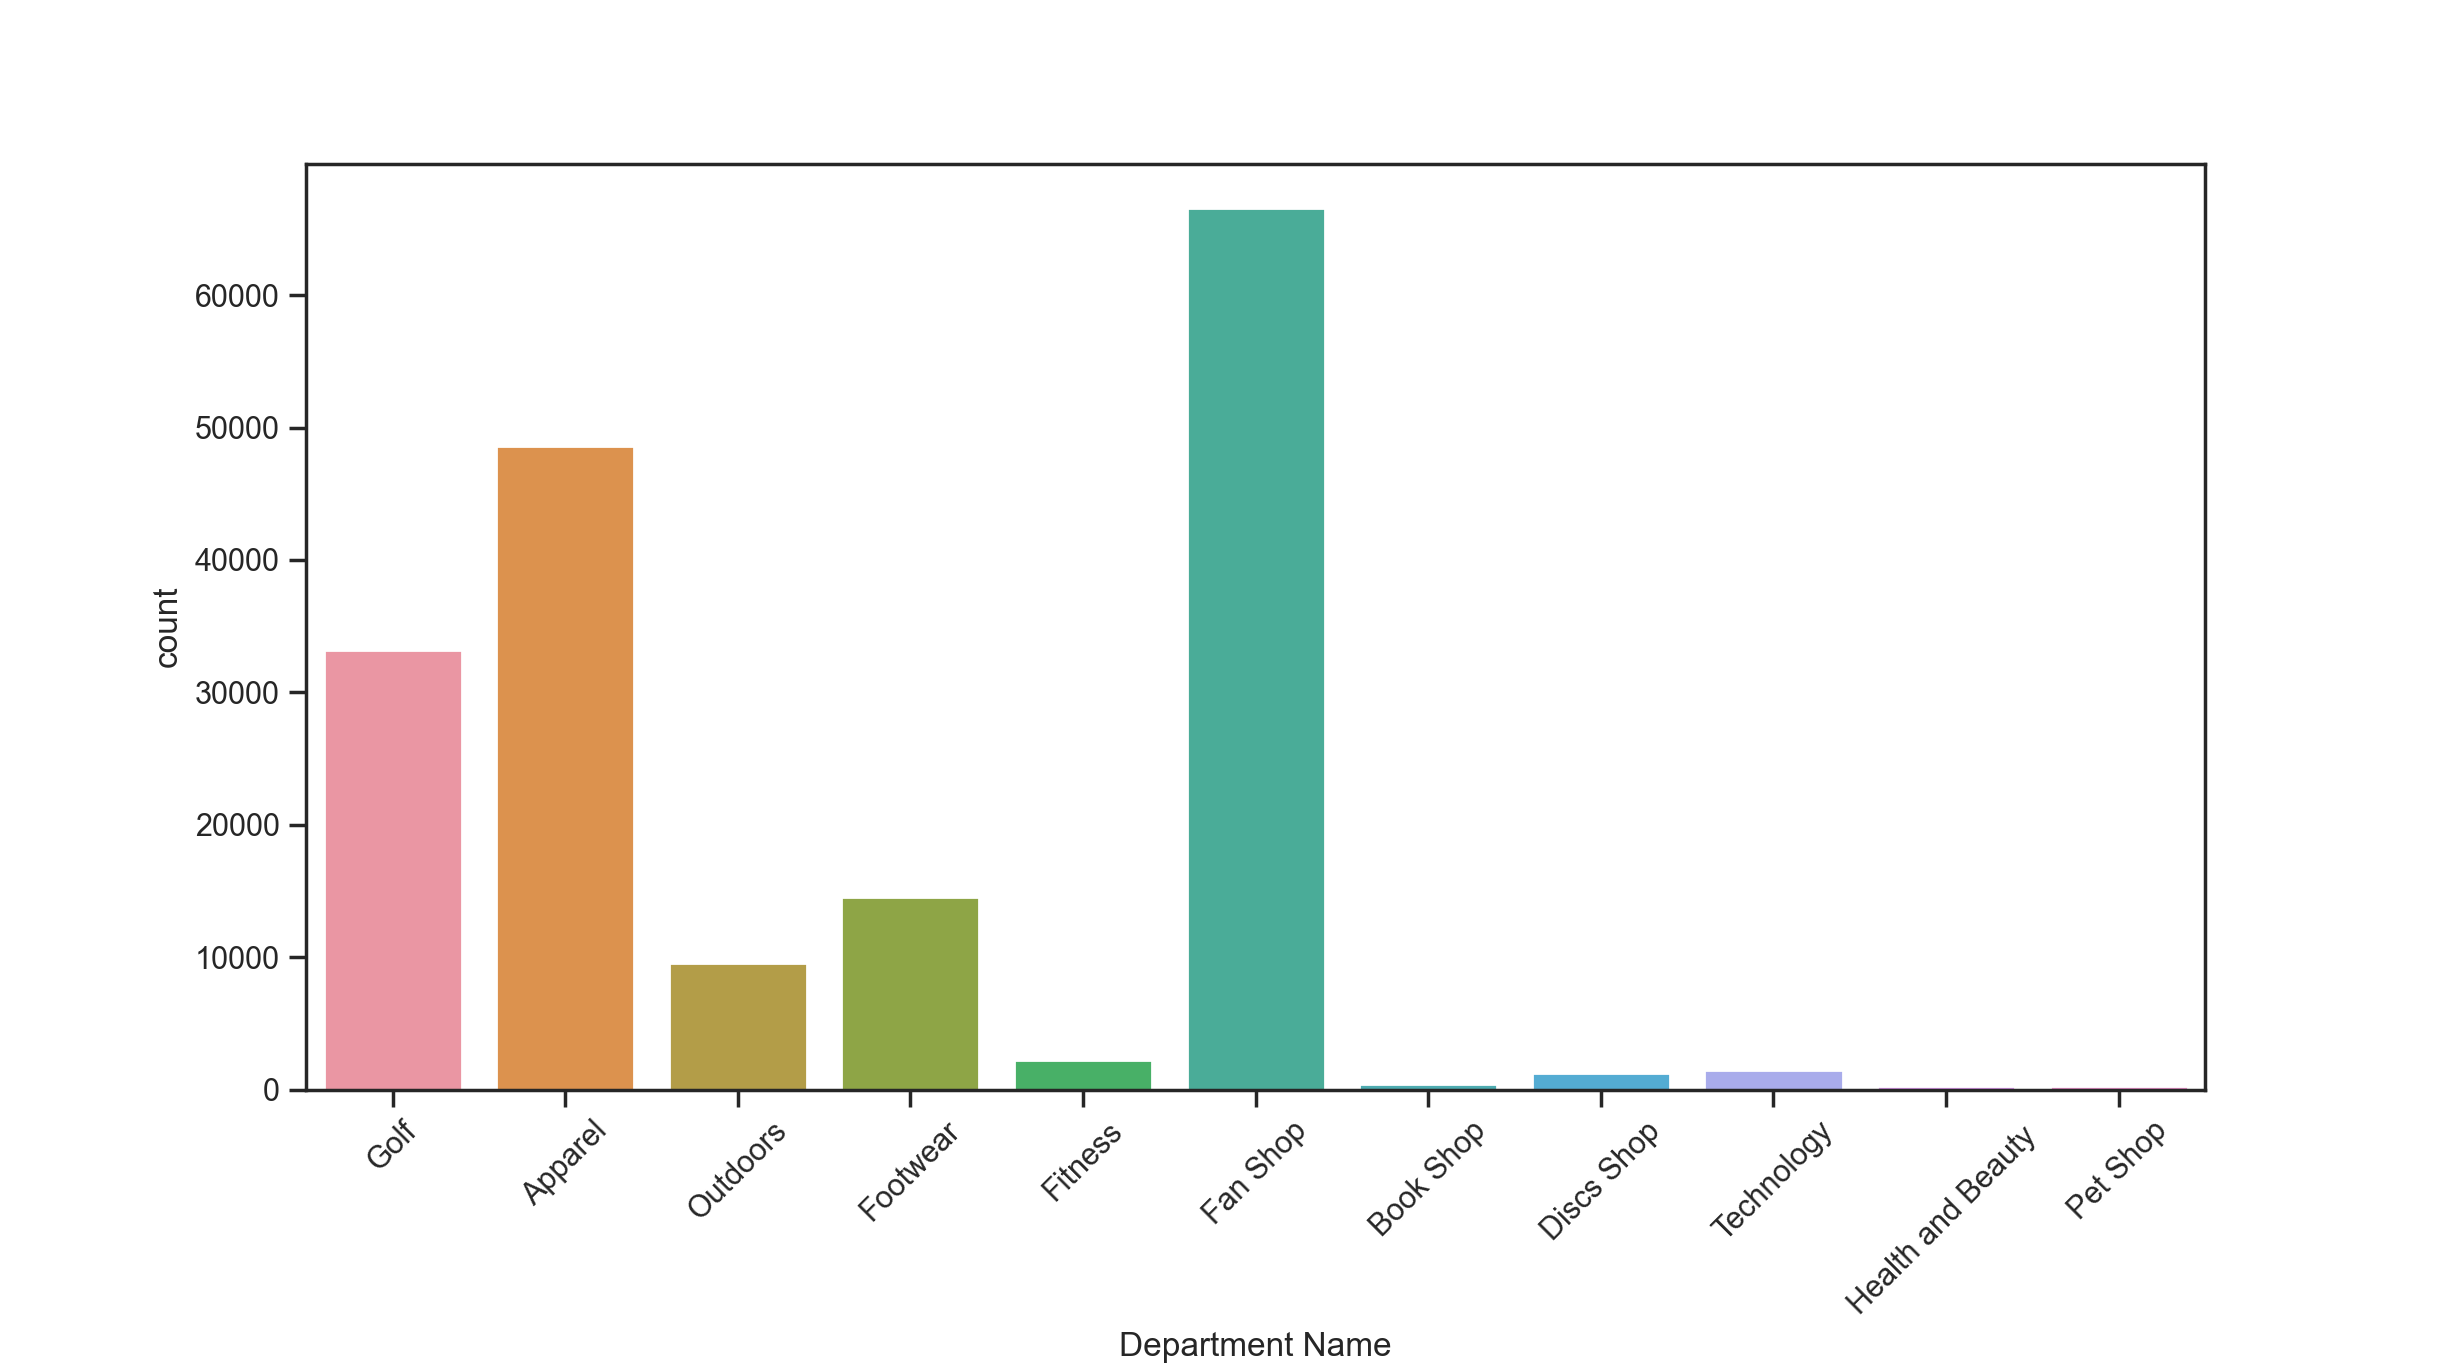 60000
50000
40000
30000
20000
10000
0
count
Golf
Apparel
Outdoors
Footwear
Fitness
Fan Shop
Book Shop
Discs Shop
Technology
Health and Beauty
Pet Shop
Department Name